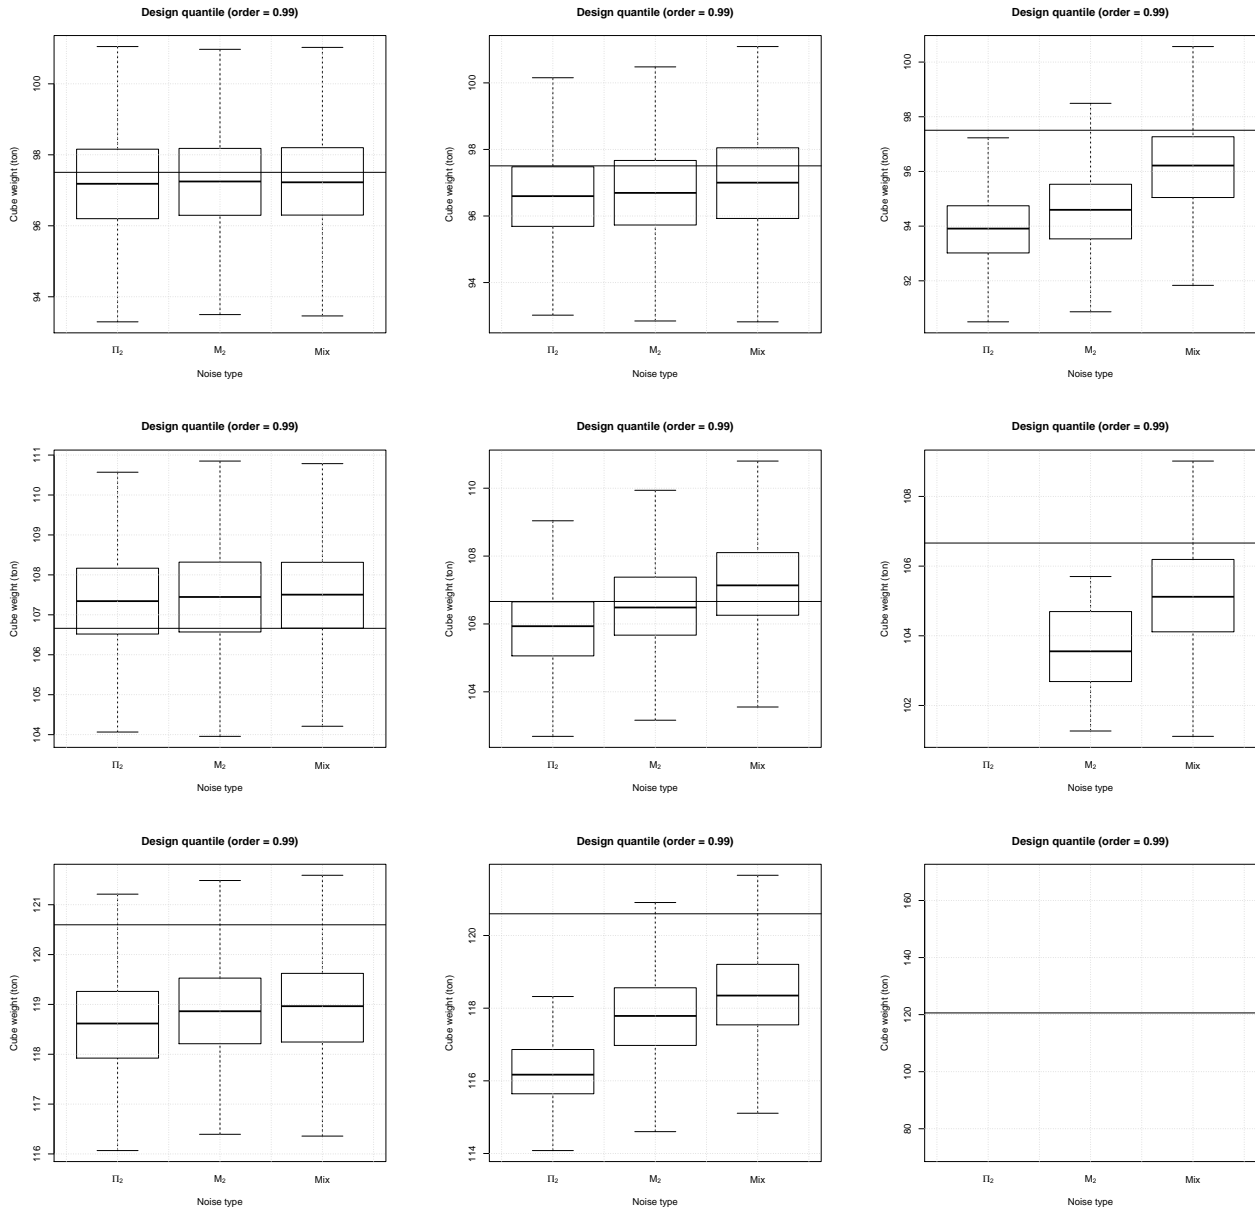 Design quantile (order = 0.99)
Cube weight (ton)
100
98
96
94
Π₂
M₂
Mix
Noise type
Design quantile (order = 0.99)
Cube weight (ton)
100
98
96
94
Π₂
M₂
Mix
Noise type
Design quantile (order = 0.99)
Cube weight (ton)
100
98
96
94
92
Π₂
M₂
Mix
Noise type
Design quantile (order = 0.99)
Cube weight (ton)
111
110
109
108
107
106
105
104
Π₂
M₂
Mix
Noise type
Design quantile (order = 0.99)
Cube weight (ton)
110
108
106
104
Π₂
M₂
Mix
Noise type
Design quantile (order = 0.99)
Cube weight (ton)
108
106
104
102
Π₂
M₂
Mix
Noise type
Design quantile (order = 0.99)
Cube weight (ton)
121
120
119
118
117
116
Π₂
M₂
Mix
Noise type
Design quantile (order = 0.99)
Cube weight (ton)
120
118
116
114
Π₂
M₂
Mix
Noise type
Design quantile (order = 0.99)
Cube weight (ton)
160
140
120
100
80
Π₂
M₂
Mix
Noise type